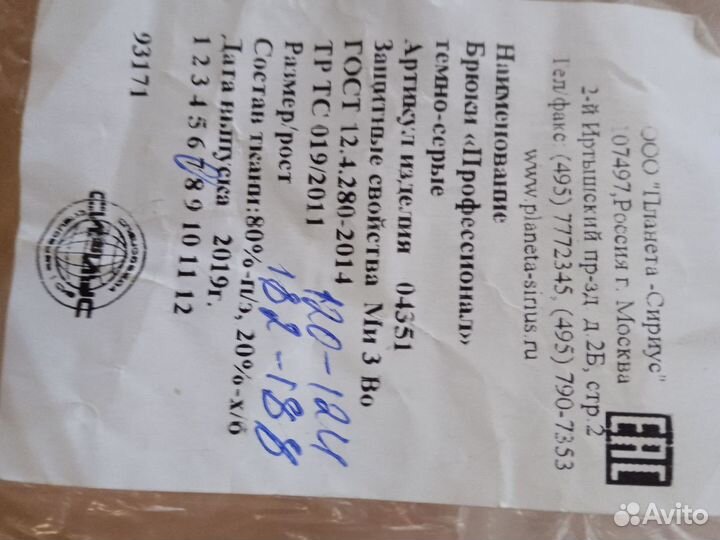 ООО "Планета -Сириус"
107497,Россия г. Москва
2-й Иртышский пр-зд, д 2Б, стр.2
Тел/факс: (495) 7772345, (495) 790-7353
www.planeta-sirius.ru
ЕАС
Наименование
Брюки «Профессионал»
темно-серые
Артикул изделия 04351
Защитные свойства Ми З Во
ГОСТ 12.4.280-2014
ТР ТС 019/2011
Размер/рост 120-124
182-188
Состав ткани:80%-п/э, 20%-х/б
Дата выпуска 2019г.
1 2 3 4 5 6 7 8 9 10 11 12
93171
Avito